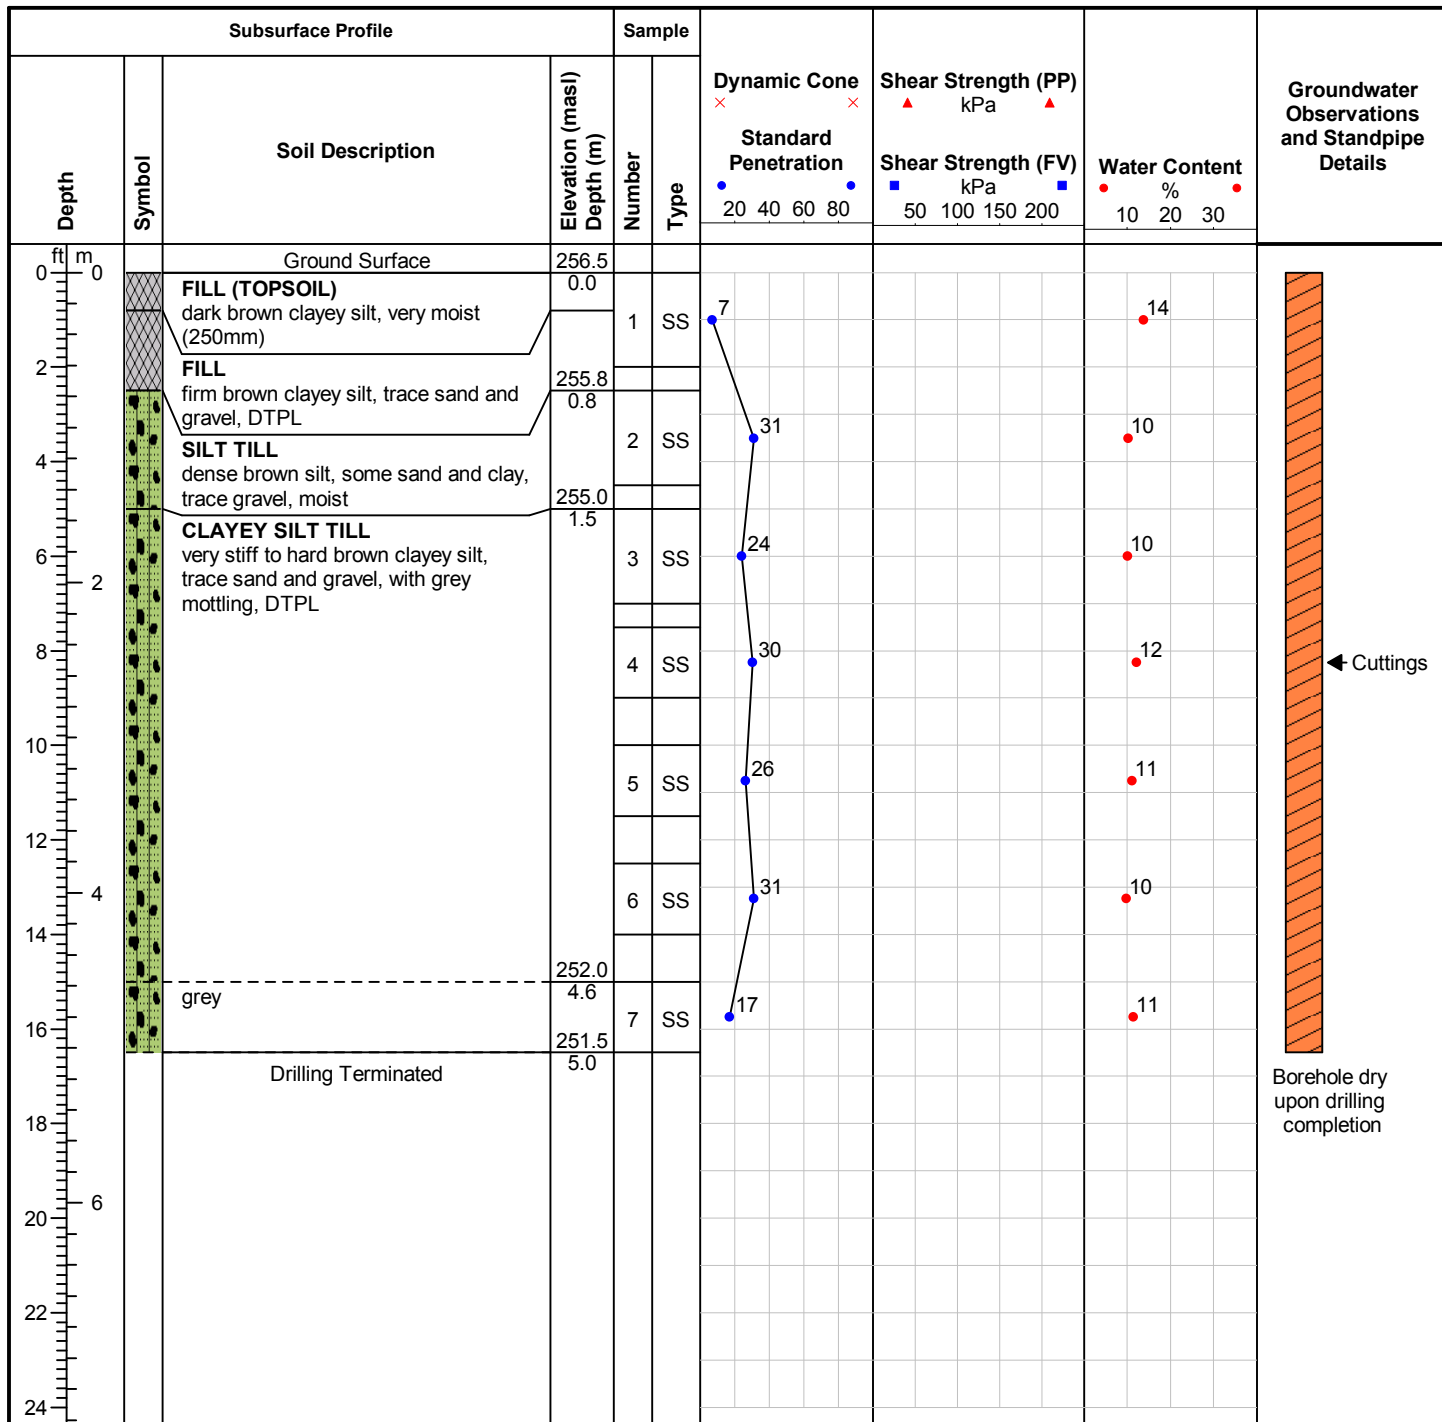 Subsurface Profile
Sample
Depth
Symbol
Soil Description
Elevation (masl)
Depth (m)
Number
Type
Dynamic Cone
Standard
Penetration
20 40 60 80
Shear Strength (PP)
kPa
Shear Strength (FV)
kPa
50 100 150 200
Water Content
%
10 20 30
Groundwater
Observations
and Standpipe
Details
ft m
0 0
2
4
6
2
8
10
12
4
14
16
18
6
20
22
24
Ground Surface
256.5
0.0
FILL (TOPSOIL)
dark brown clayey silt, very moist
(250mm)
FILL
firm brown clayey silt, trace sand and
gravel, DTPL
255.8
0.8
SILT TILL
dense brown silt, some sand and clay,
trace gravel, moist
255.0
1.5
CLAYEY SILT TILL
very stiff to hard brown clayey silt,
trace sand and gravel, with grey
mottling, DTPL
252.0
4.6
grey
251.5
5.0
Drilling Terminated
1 SS 7 14
2 SS 31 10
3 SS 24 10
4 SS 30 12
5 SS 26 11
6 SS 31 10
7 SS 17 11
Cuttings
Borehole dry
upon drilling
completion